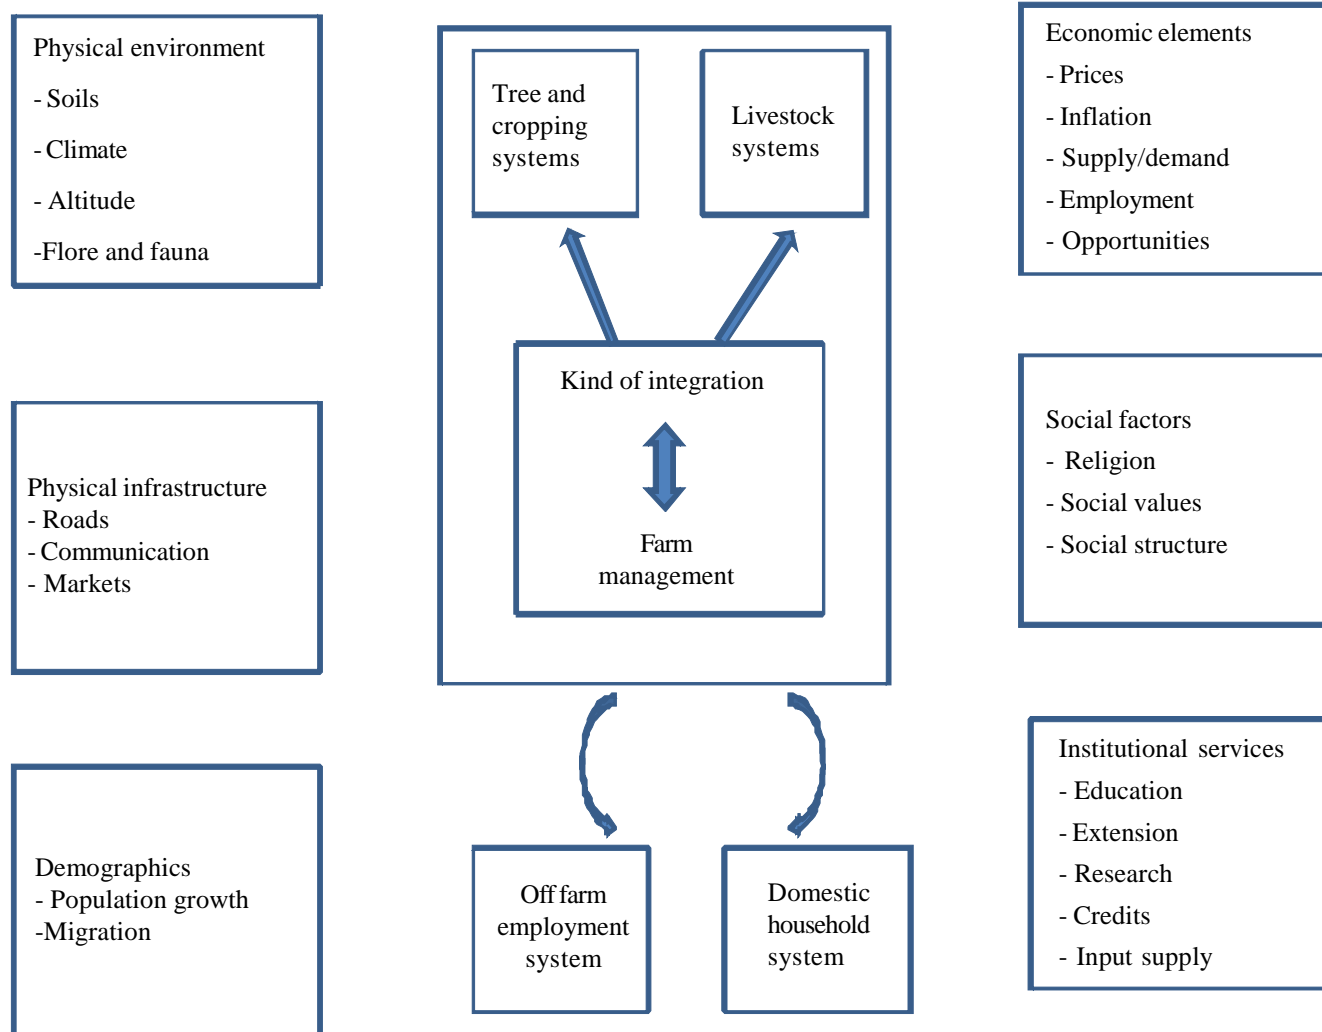 Physical environment
- Soils
- Climate
- Altitude
-Flore and fauna
Physical infrastructure
- Roads
- Communication
- Markets
Demographics
- Population growth
-Migration
Tree and
cropping
systems
Livestock
systems
Kind of integration
Farm
management
Off farm
employment
system
Domestic
household
system
Economic elements
- Prices
- Inflation
- Supply/demand
- Employment
- Opportunities
Social factors
- Religion
- Social values
- Social structure
Institutional services
- Education
- Extension
- Research
- Credits
- Input supply